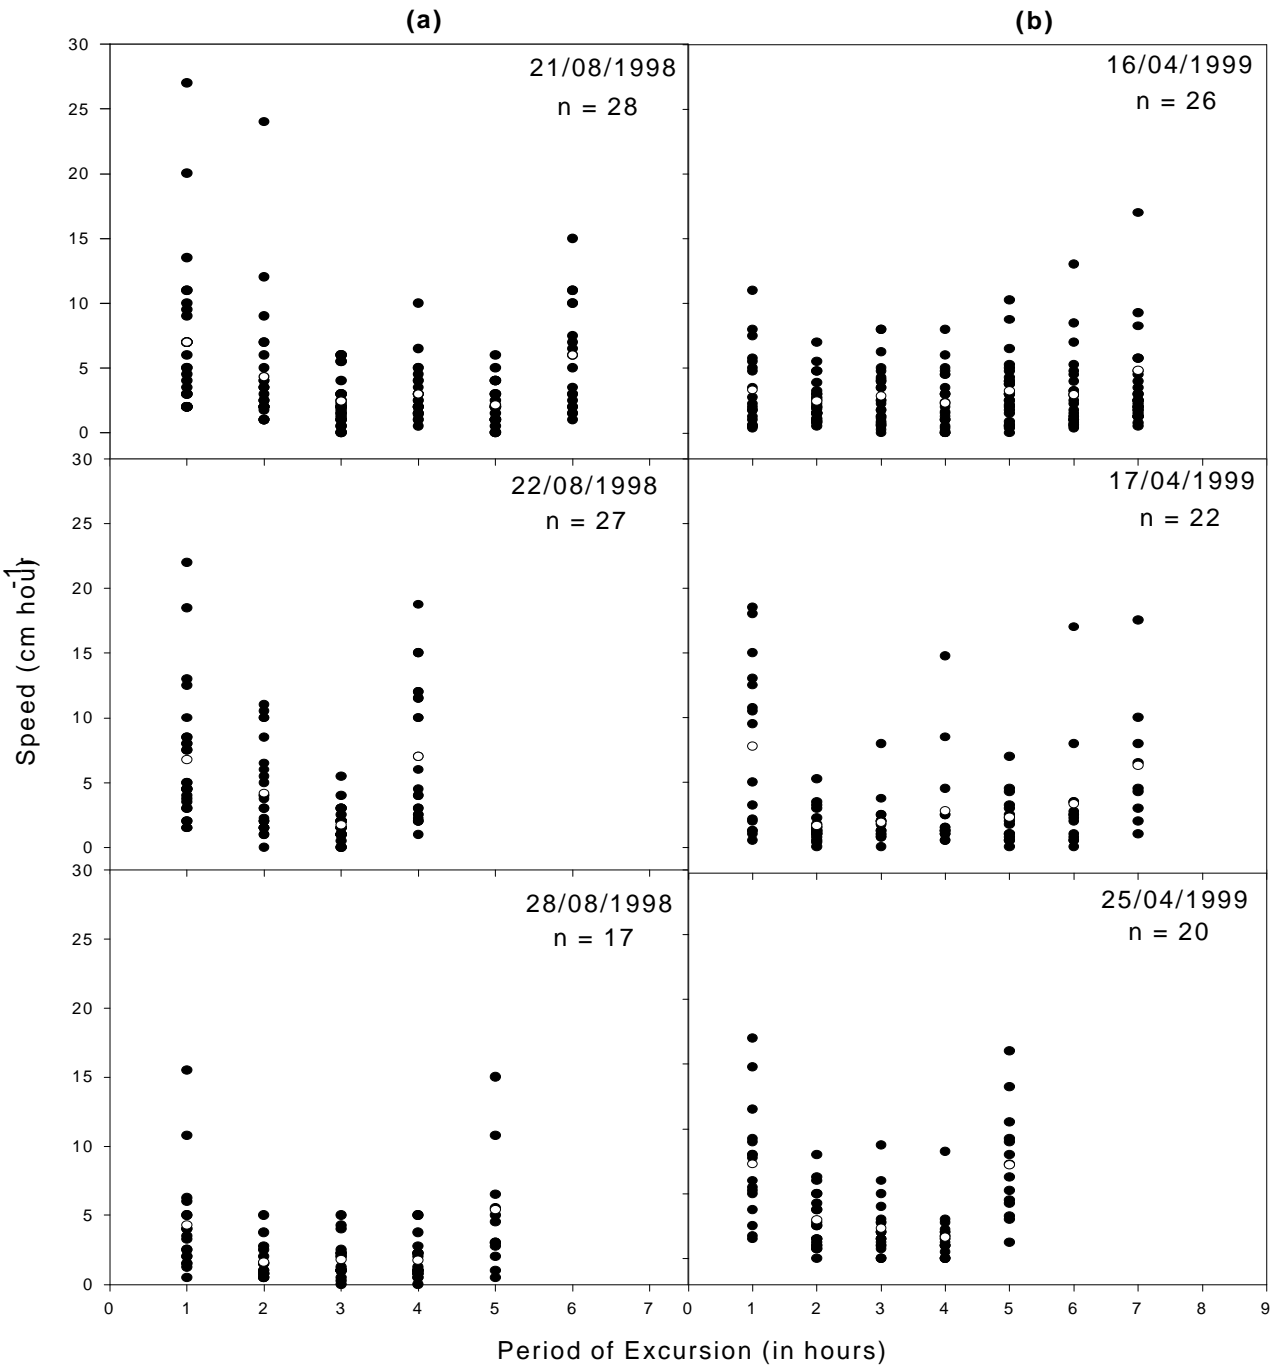 (a) (b)
30
25
20
15
10
5
0
21/08/1998
n = 28
16/04/1999
n = 26
30
25
20
15
10
5
0
22/08/1998
n = 27
17/04/1999
n = 22
Speed (cm hour-1)
30
25
20
15
10
5
0
28/08/1998
n = 17
25/04/1999
n = 20
0 1 2 3 4 5 6 7 0 1 2 3 4 5 6 7 8 9
Period of Excursion (in hours)